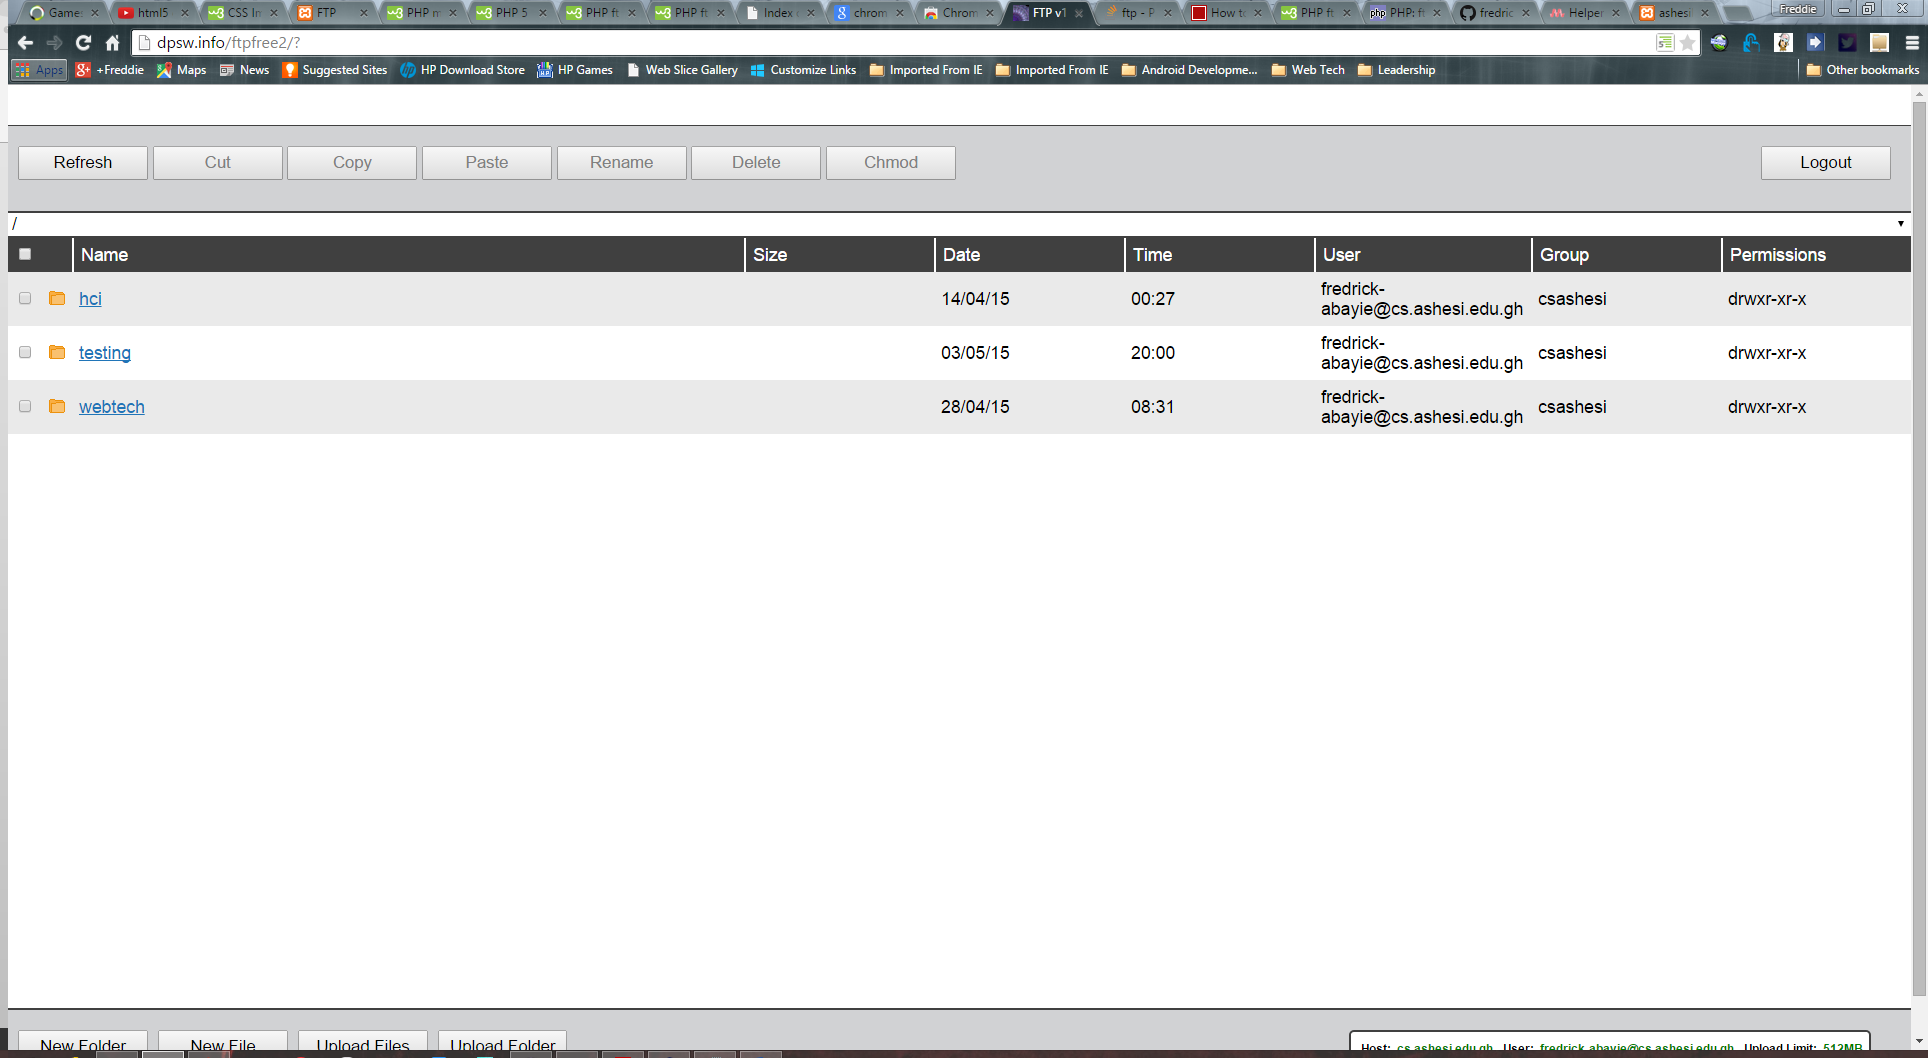 Game: html5 CSS In FTP PHP m PHP 5 PHP ft PHP ft Index chrom Chrom FTP v1 ftp - P How to PHP ft PHP: ft fredric Helper ashesi Freddie
dpsw.info/ftpfree2/?
Apps +Freddie Maps News Suggested Sites HP Download Store HP Games Web Slice Gallery Customize Links Imported From IE Imported From IE Android Developme... Web Tech Leadership Other bookmarks
Refresh Cut Copy Paste Rename Delete Chmod Logout
/
Name Size Date Time User Group Permissions
hci 14/04/15 00:27 fredrick-abayie@cs.ashesi.edu.gh csashesi drwxr-xr-x
testing 03/05/15 20:00 fredrick-abayie@cs.ashesi.edu.gh csashesi drwxr-xr-x
webtech 28/04/15 08:31 fredrick-abayie@cs.ashesi.edu.gh csashesi drwxr-xr-x
New Folder New File Upload Files Upload Folder Host: cs.ashesi.edu.gh User: fredrick.abayie@cs.ashesi.edu.gh Upload Limit: 512MB